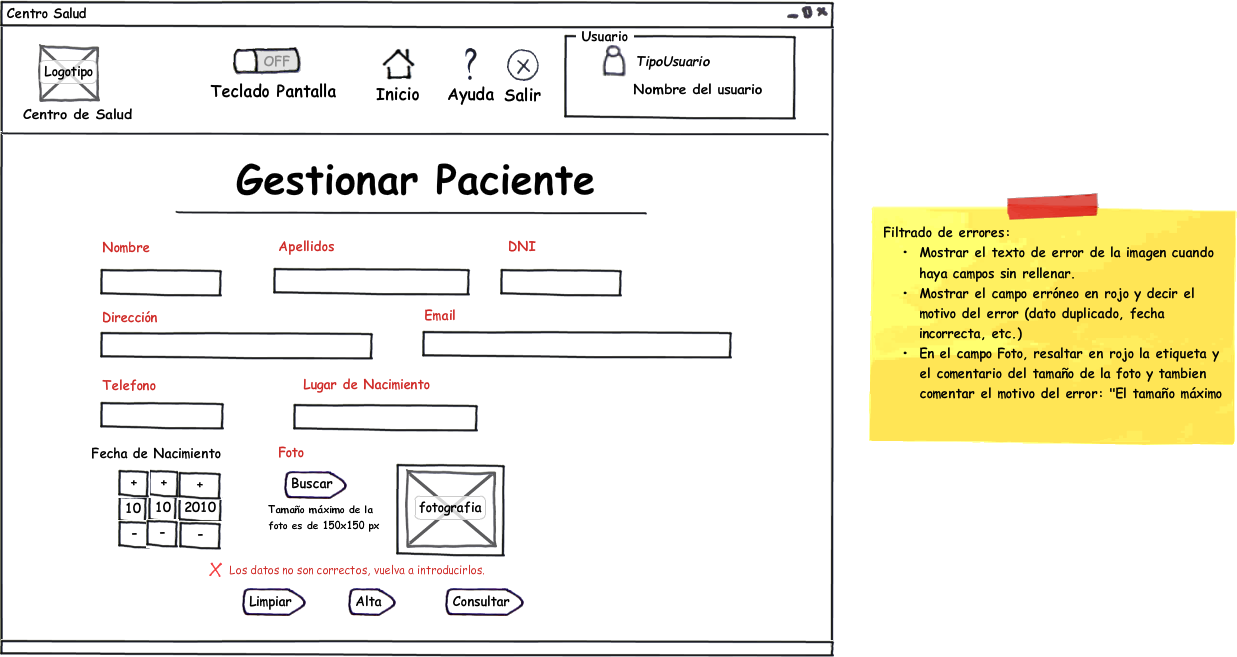 Centro Salud
Logotipo
Centro de Salud
OFF
Teclado Pantalla
Inicio
?
Ayuda
Salir
Usuario
TipoUsuario
Nombre del usuario
Gestionar Paciente
Nombre
Apellidos
DNI
Dirección
Email
Telefono
Lugar de Nacimiento
Fecha de Nacimiento
+ + +
10 10 2010
- - -
Foto
Buscar
Tamaño máximo de la
foto es de 150x150 px
fotografia
X Los datos no son correctos, vuelva a introducirlos.
Limpiar
Alta
Consultar
Filtrado de errores:
• Mostrar el texto de error de la imagen cuando
haya campos sin rellenar.
• Mostrar el campo erróneo en rojo y decir el
motivo del error (dato duplicado, fecha
incorrecta, etc.)
• En el campo Foto, resaltar en rojo la etiqueta y
el comentario del tamaño de la foto y tambien
comentar el motivo del error: "El tamaño máximo